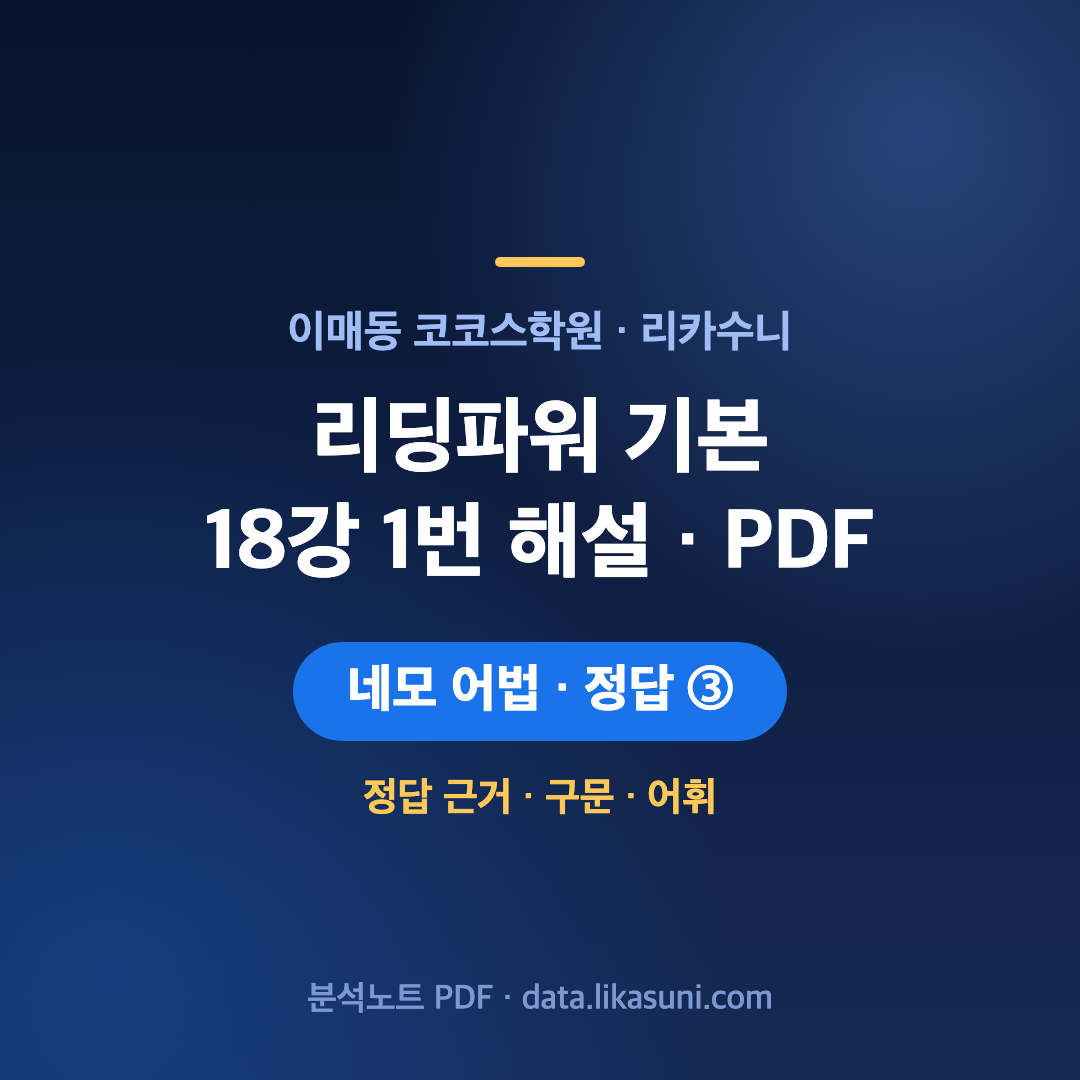 이매동 코코스학원 · 리카수니
리딩파워 기본
18강 1번 해설 · PDF
네모 어법 · 정답 ③
정답 근거 · 구문 · 어휘
분석노트 PDF · data.likasuni.com